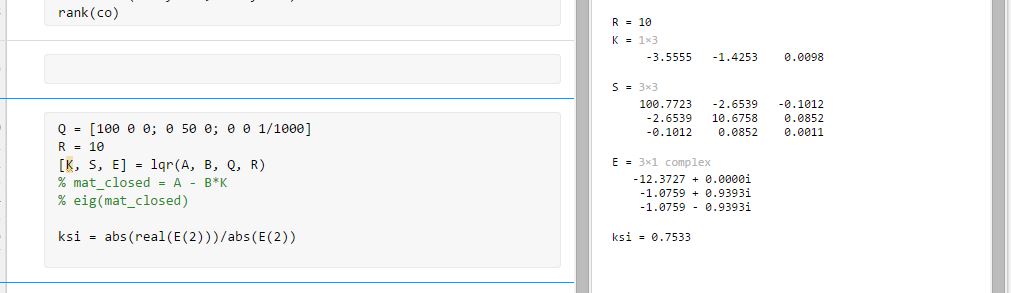 rank(co)
Q = [100 0 0; 0 50 0; 0 0 1/1000]
R = 10
[K, S, E] = lqr(A, B, Q, R)
% mat_closed = A - B*K
% eig(mat_closed)
ksi = abs(real(E(2)))/abs(E(2))
R = 10
K = 1×3
-3.5555 -1.4253 0.0098
S = 3×3
100.7723 -2.6539 -0.1012
-2.6539 10.6758 0.0852
-0.1012 0.0852 0.0011
E = 3×1 complex
-12.3727 + 0.0000i
-1.0759 + 0.9393i
-1.0759 - 0.9393i
ksi = 0.7533